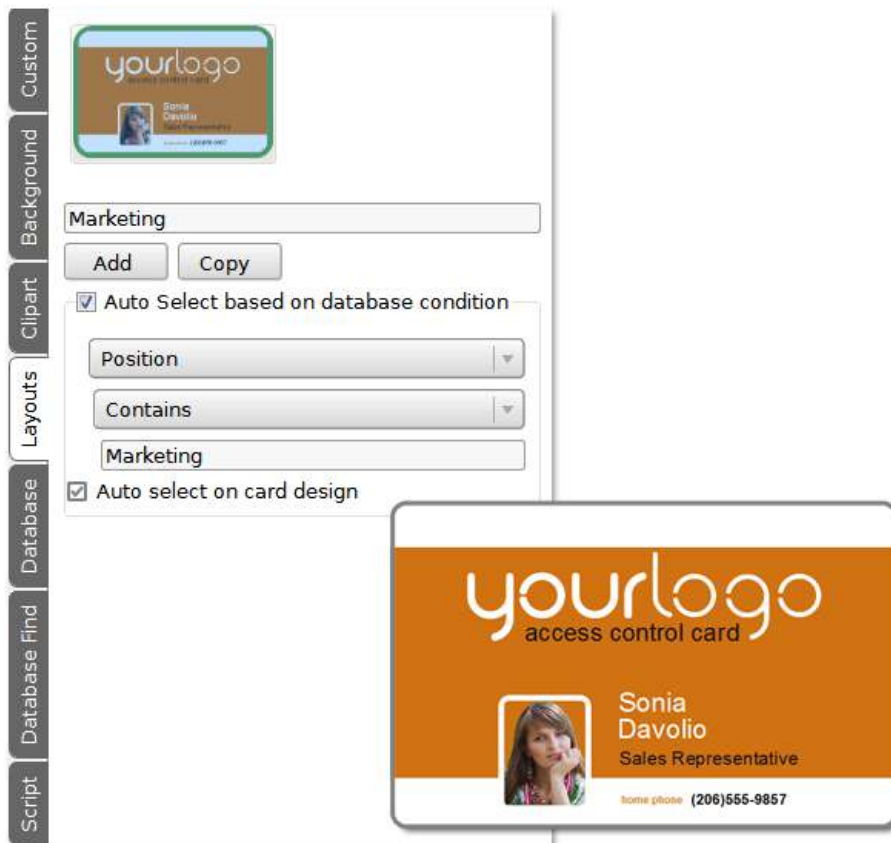 Custom
Background
Clipart
Layouts
Database
Database Find
Script
yourlogo
access control card
Sonia
Davolio
Sales Representative
Marketing
Add Copy
Auto Select based on database condition
Position
Contains
Marketing
Auto select on card design
yourlogo
access control card
Sonia
Davolio
Sales Representative
home phone (206)555-9857